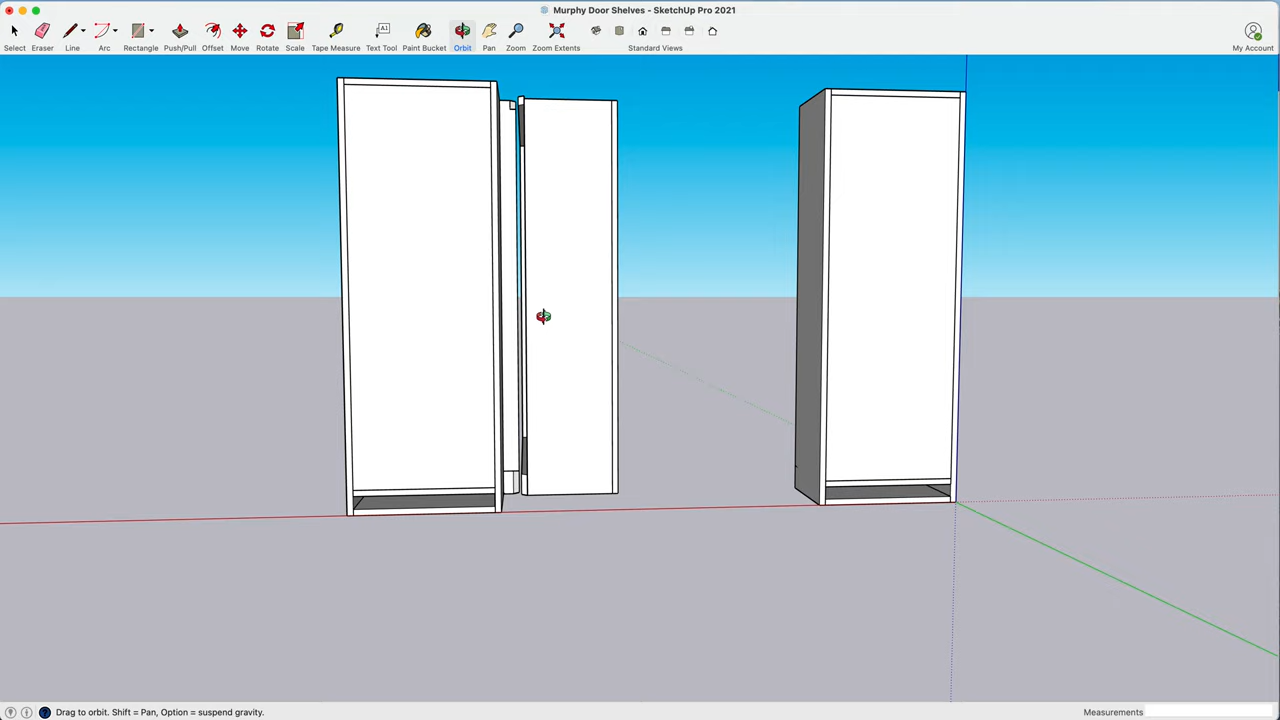 Murphy Door Shelves - SketchUp Pro 2021
Select Eraser Line Arc Rectangle Push/Pull Offset Move Rotate Scale Tape Measure Text Tool Paint Bucket Orbit Pan Zoom Zoom Extents Standard Views My Account
Drag to orbit. Shift = Pan, Option = suspend gravity. Measurements